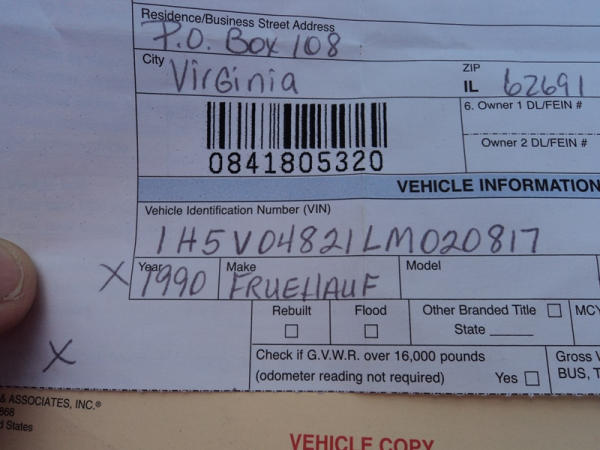 Residence/Business Street Address
P.O. Box 108
City
Virginia
ZIP
IL 62691
6. Owner 1 DL/FEIN #
Owner 2 DL/FEIN #
0841805320
VEHICLE INFORMATION
Vehicle Identification Number (VIN)
1H5V04821LM020817
X Year Make Model
1990 FRUEHAUF
Rebuilt Flood Other Branded Title MCY
State
X
Check if G.V.W.R. over 16,000 pounds Gross
(odometer reading not required) Yes BUS, T
& ASSOCIATES, INC.®
868
d States
VEHICLE COPY